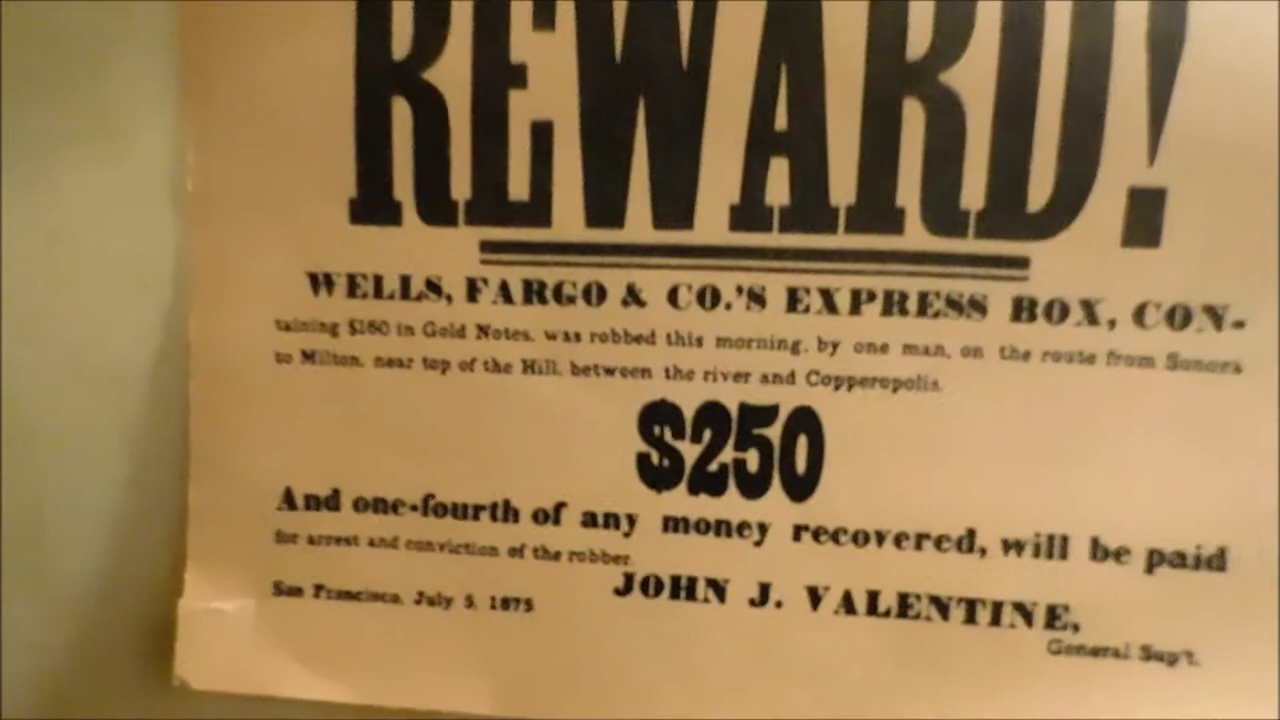 REWARD!
WELLS, FARGO & CO.'S EXPRESS BOX, CON-
taining $160 in Gold Notes, was robbed this morning, by one man, on the route from Sonora
to Milton, near top of the Hill, between the river and Copperopolis.
$250
And one-fourth of any money recovered, will be paid
for arrest and conviction of the robber.
JOHN J. VALENTINE,
San Francisco, July 5, 1875
General Sup't.